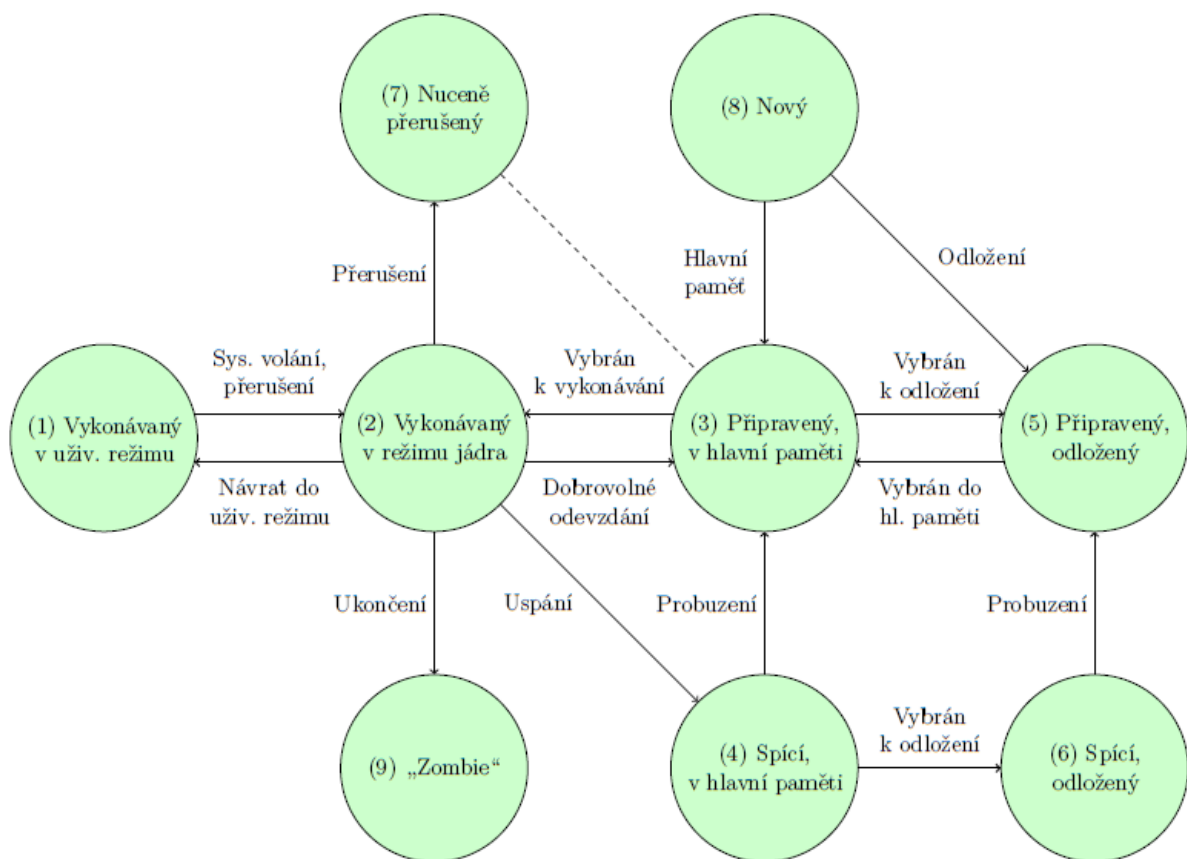 (7) Nuceně
přerušený
(8) Nový
Přerušení
Hlavní
paměť
Odložení
Sys. volání,
přerušení
Vybrán
k vykonávání
Vybrán
k odložení
(1) Vykonávaný
v uživ. režimu
(2) Vykonávaný
v režimu jádra
(3) Připravený,
v hlavní paměti
(5) Připravený,
odložený
Návrat do
uživ. režimu
Dobrovolné
odevzdání
Vybrán do
hl. paměti
Ukončení
Uspání
Probuzení
Probuzení
(9) „Zombie“
(4) Spící,
v hlavní paměti
Vybrán
k odložení
(6) Spící,
odložený